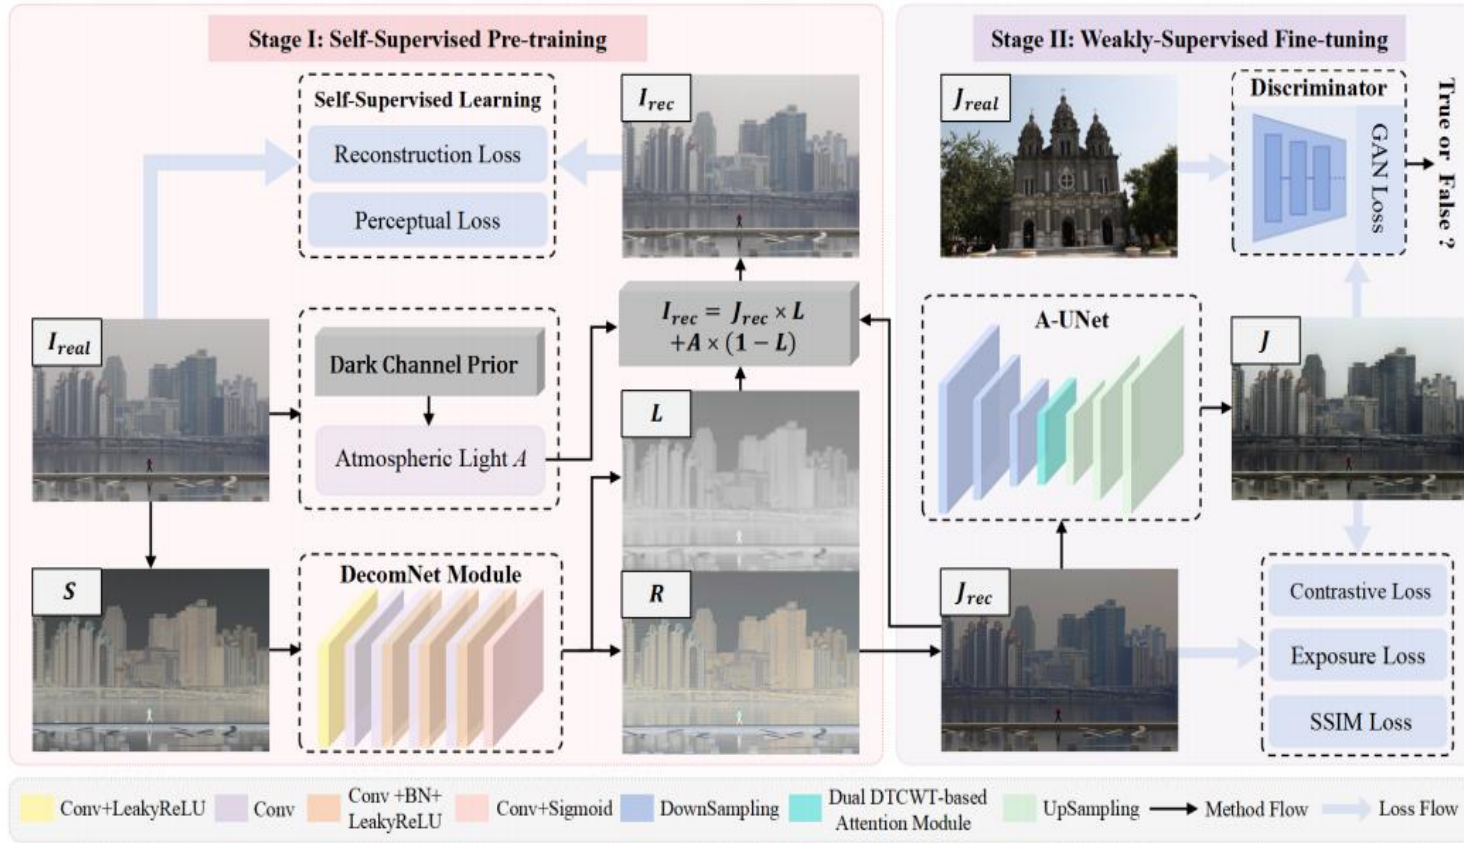 Stage I: Self-Supervised Pre-training
Self-Supervised Learning
Reconstruction Loss
Perceptual Loss
I_rec
I_real
Dark Channel Prior
Atmospheric Light A
I_rec = J_rec × L
+A × (1 − L)
L
S
DecomNet Module
R
Stage II: Weakly-Supervised Fine-tuning
J_real
Discriminator
GAN Loss
True or False ?
A-UNet
J
J_rec
Contrastive Loss
Exposure Loss
SSIM Loss
Conv+LeakyReLU
Conv
Conv +BN+
LeakyReLU
Conv+Sigmoid
DownSampling
Dual DTCWT-based
Attention Module
UpSampling
Method Flow
Loss Flow